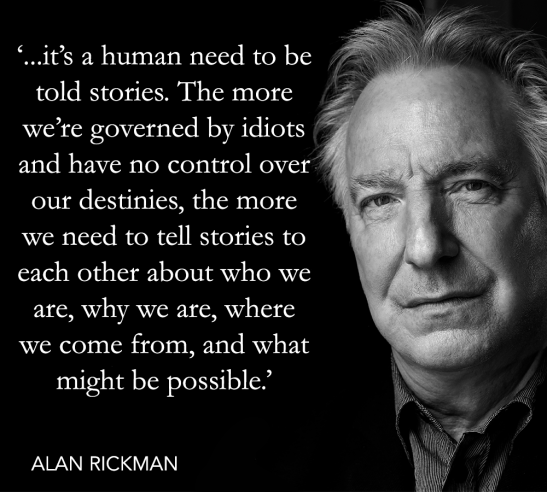 ‘...it’s a human need to be
told stories. The more
we’re governed by idiots
and have no control over
our destinies, the more
we need to tell stories to
each other about who we
are, why we are, where
we come from, and what
might be possible.’
ALAN RICKMAN